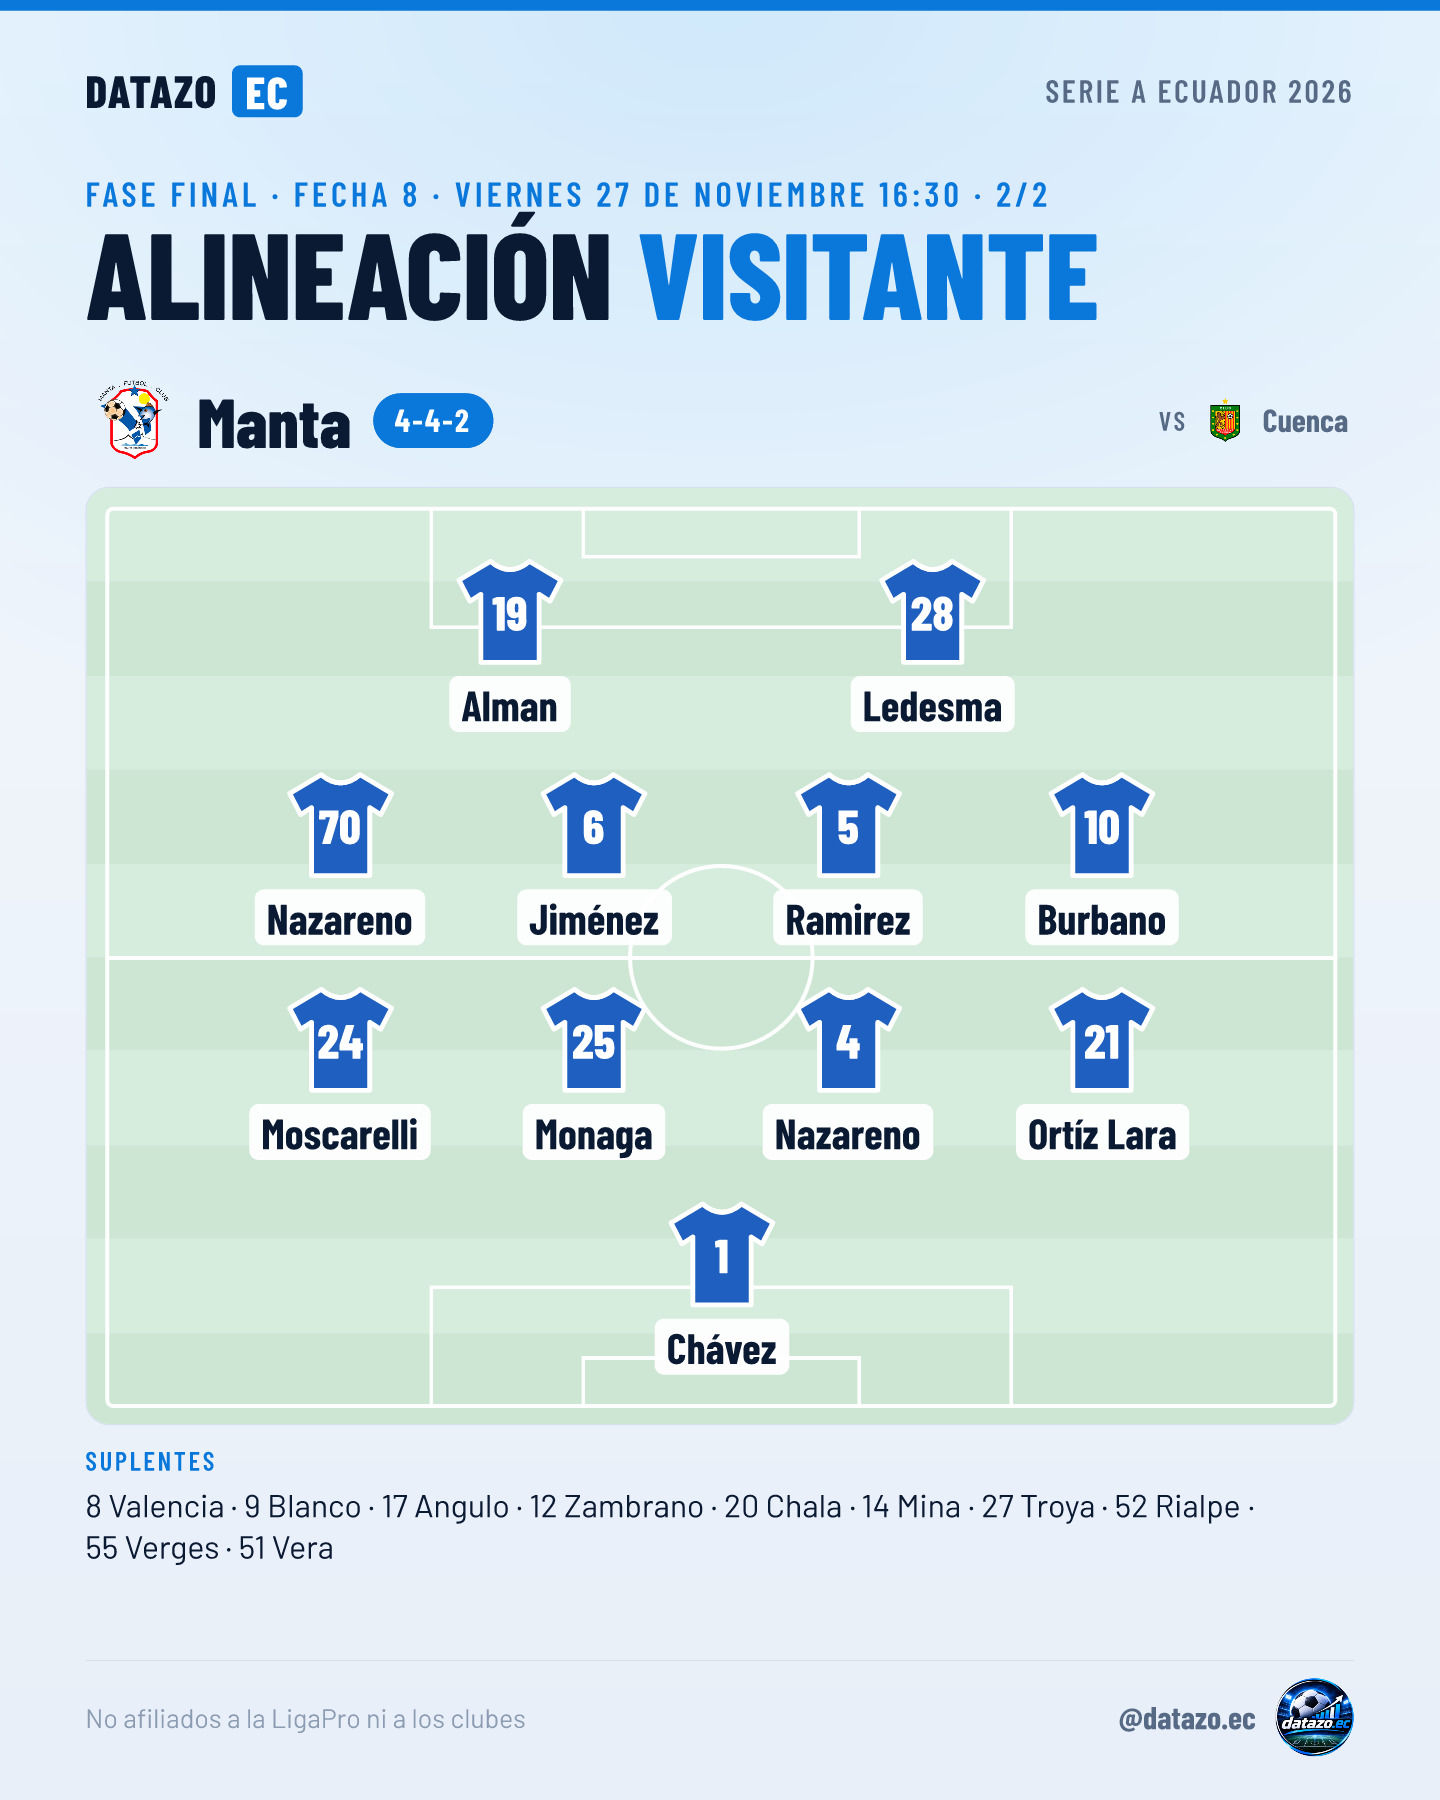 DATAZO EC
SERIE A ECUADOR 2026
FASE FINAL · FECHA 8 · VIERNES 27 DE NOVIEMBRE 16:30 · 2/2
ALINEACIÓN VISITANTE
MANTA · FUTBOL · CLUB
Manta 4-4-2
VS Cuenca
19 28
Alman Ledesma
70 6 5 10
Nazareno Jiménez Ramirez Burbano
24 25 4 21
Moscarelli Monaga Nazareno Ortíz Lara
1
Chávez
SUPLENTES
8 Valencia · 9 Blanco · 17 Angulo · 12 Zambrano · 20 Chala · 14 Mina · 27 Troya · 52 Rialpe ·
55 Verges · 51 Vera
No afiliados a la LigaPro ni a los clubes
@datazo.ec
datazo.ec